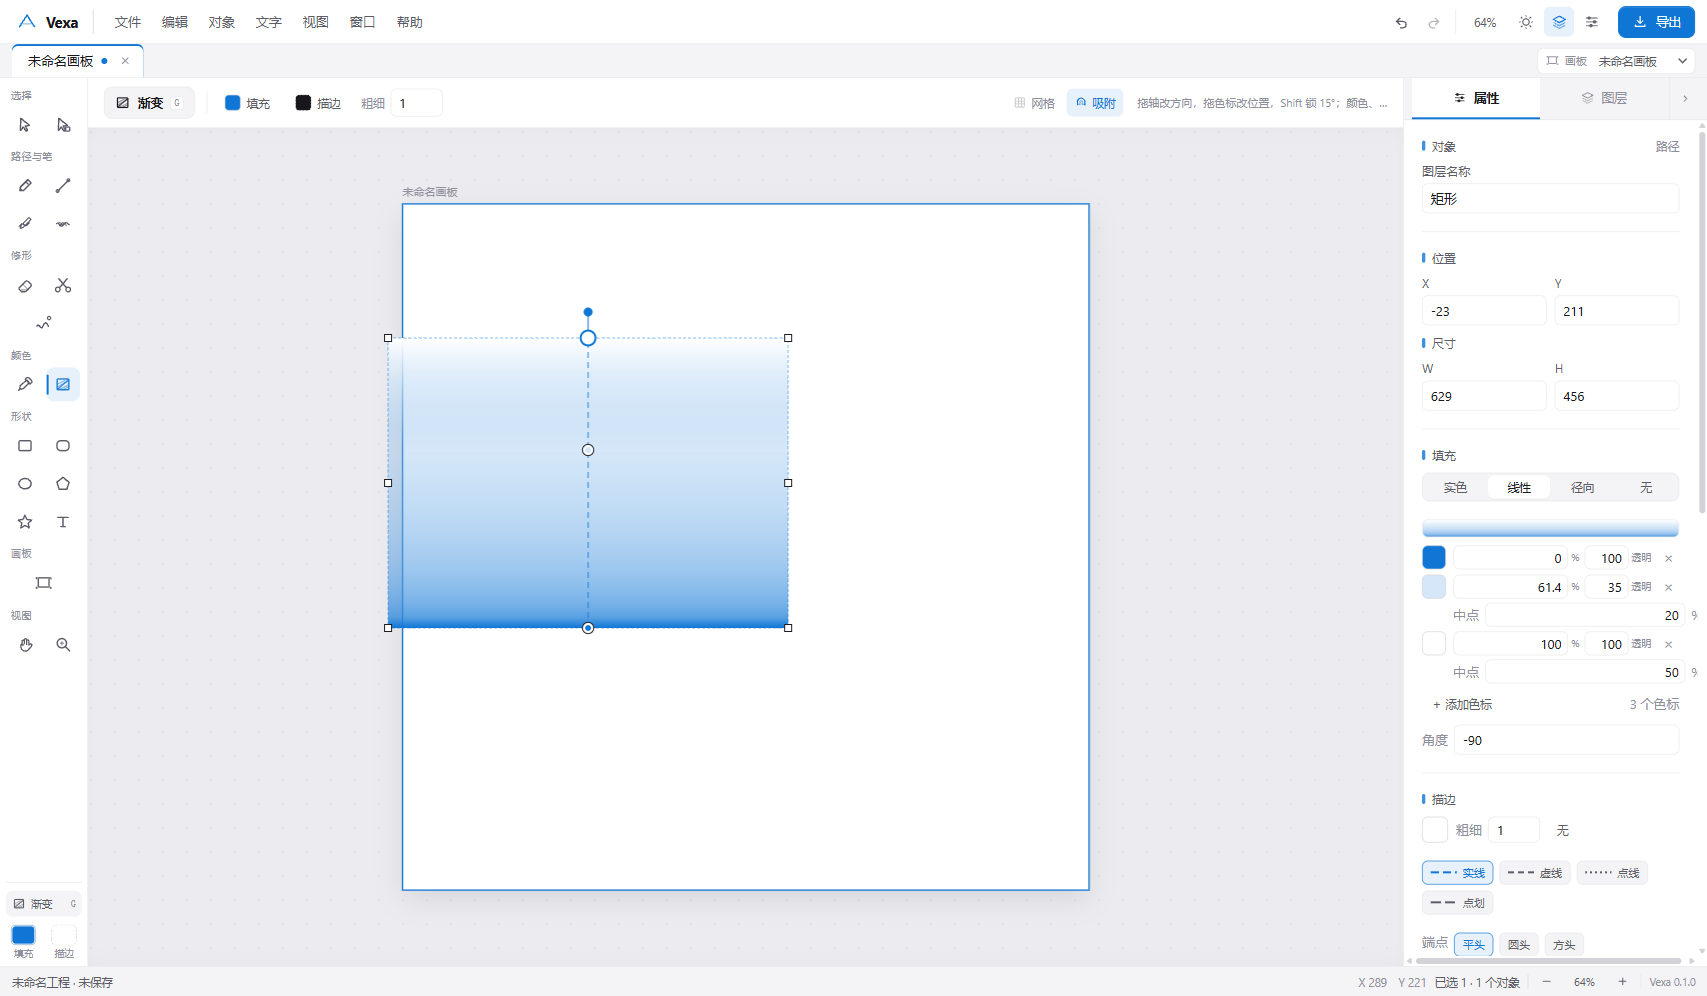 Vexa 文件 编辑 对象 文字 视图 窗口 帮助 64% 导出
未命名画板 画板 未命名画板
选择
渐变 G 填充 描边 粗细 1 网格 吸附 拖轴改方向，拖色标改位置，Shift 锁 15°；颜色、...
属性 图层
路径与笔
修形
颜色
形状
画板
视图
渐变 G
填充 描边
未命名画板
对象 路径
图层名称
矩形
位置
X Y
-23 211
尺寸
W H
629 456
填充
实色 线性 径向 无
0 % 100 透明 ×
61.4 % 35 透明 ×
中点 20 %
100 % 100 透明 ×
中点 50 %
+ 添加色标 3 个色标
角度 -90
描边
粗细 1 无
实线 虚线 点线
点划
端点 平头 圆头 方头
未命名工程 · 未保存 X 289 Y 221 已选 1 · 1 个对象 − 64% + Vexa 0.1.0